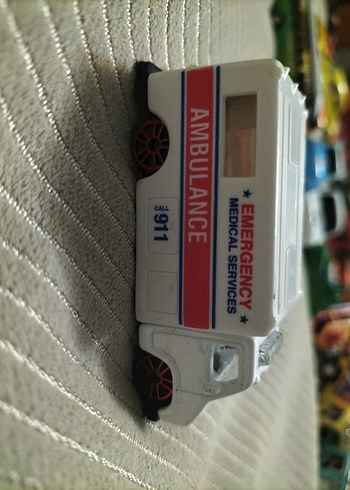 ★ EMERGENCY ★
MEDICAL SERVICES
AMBULANCE
CALL
911